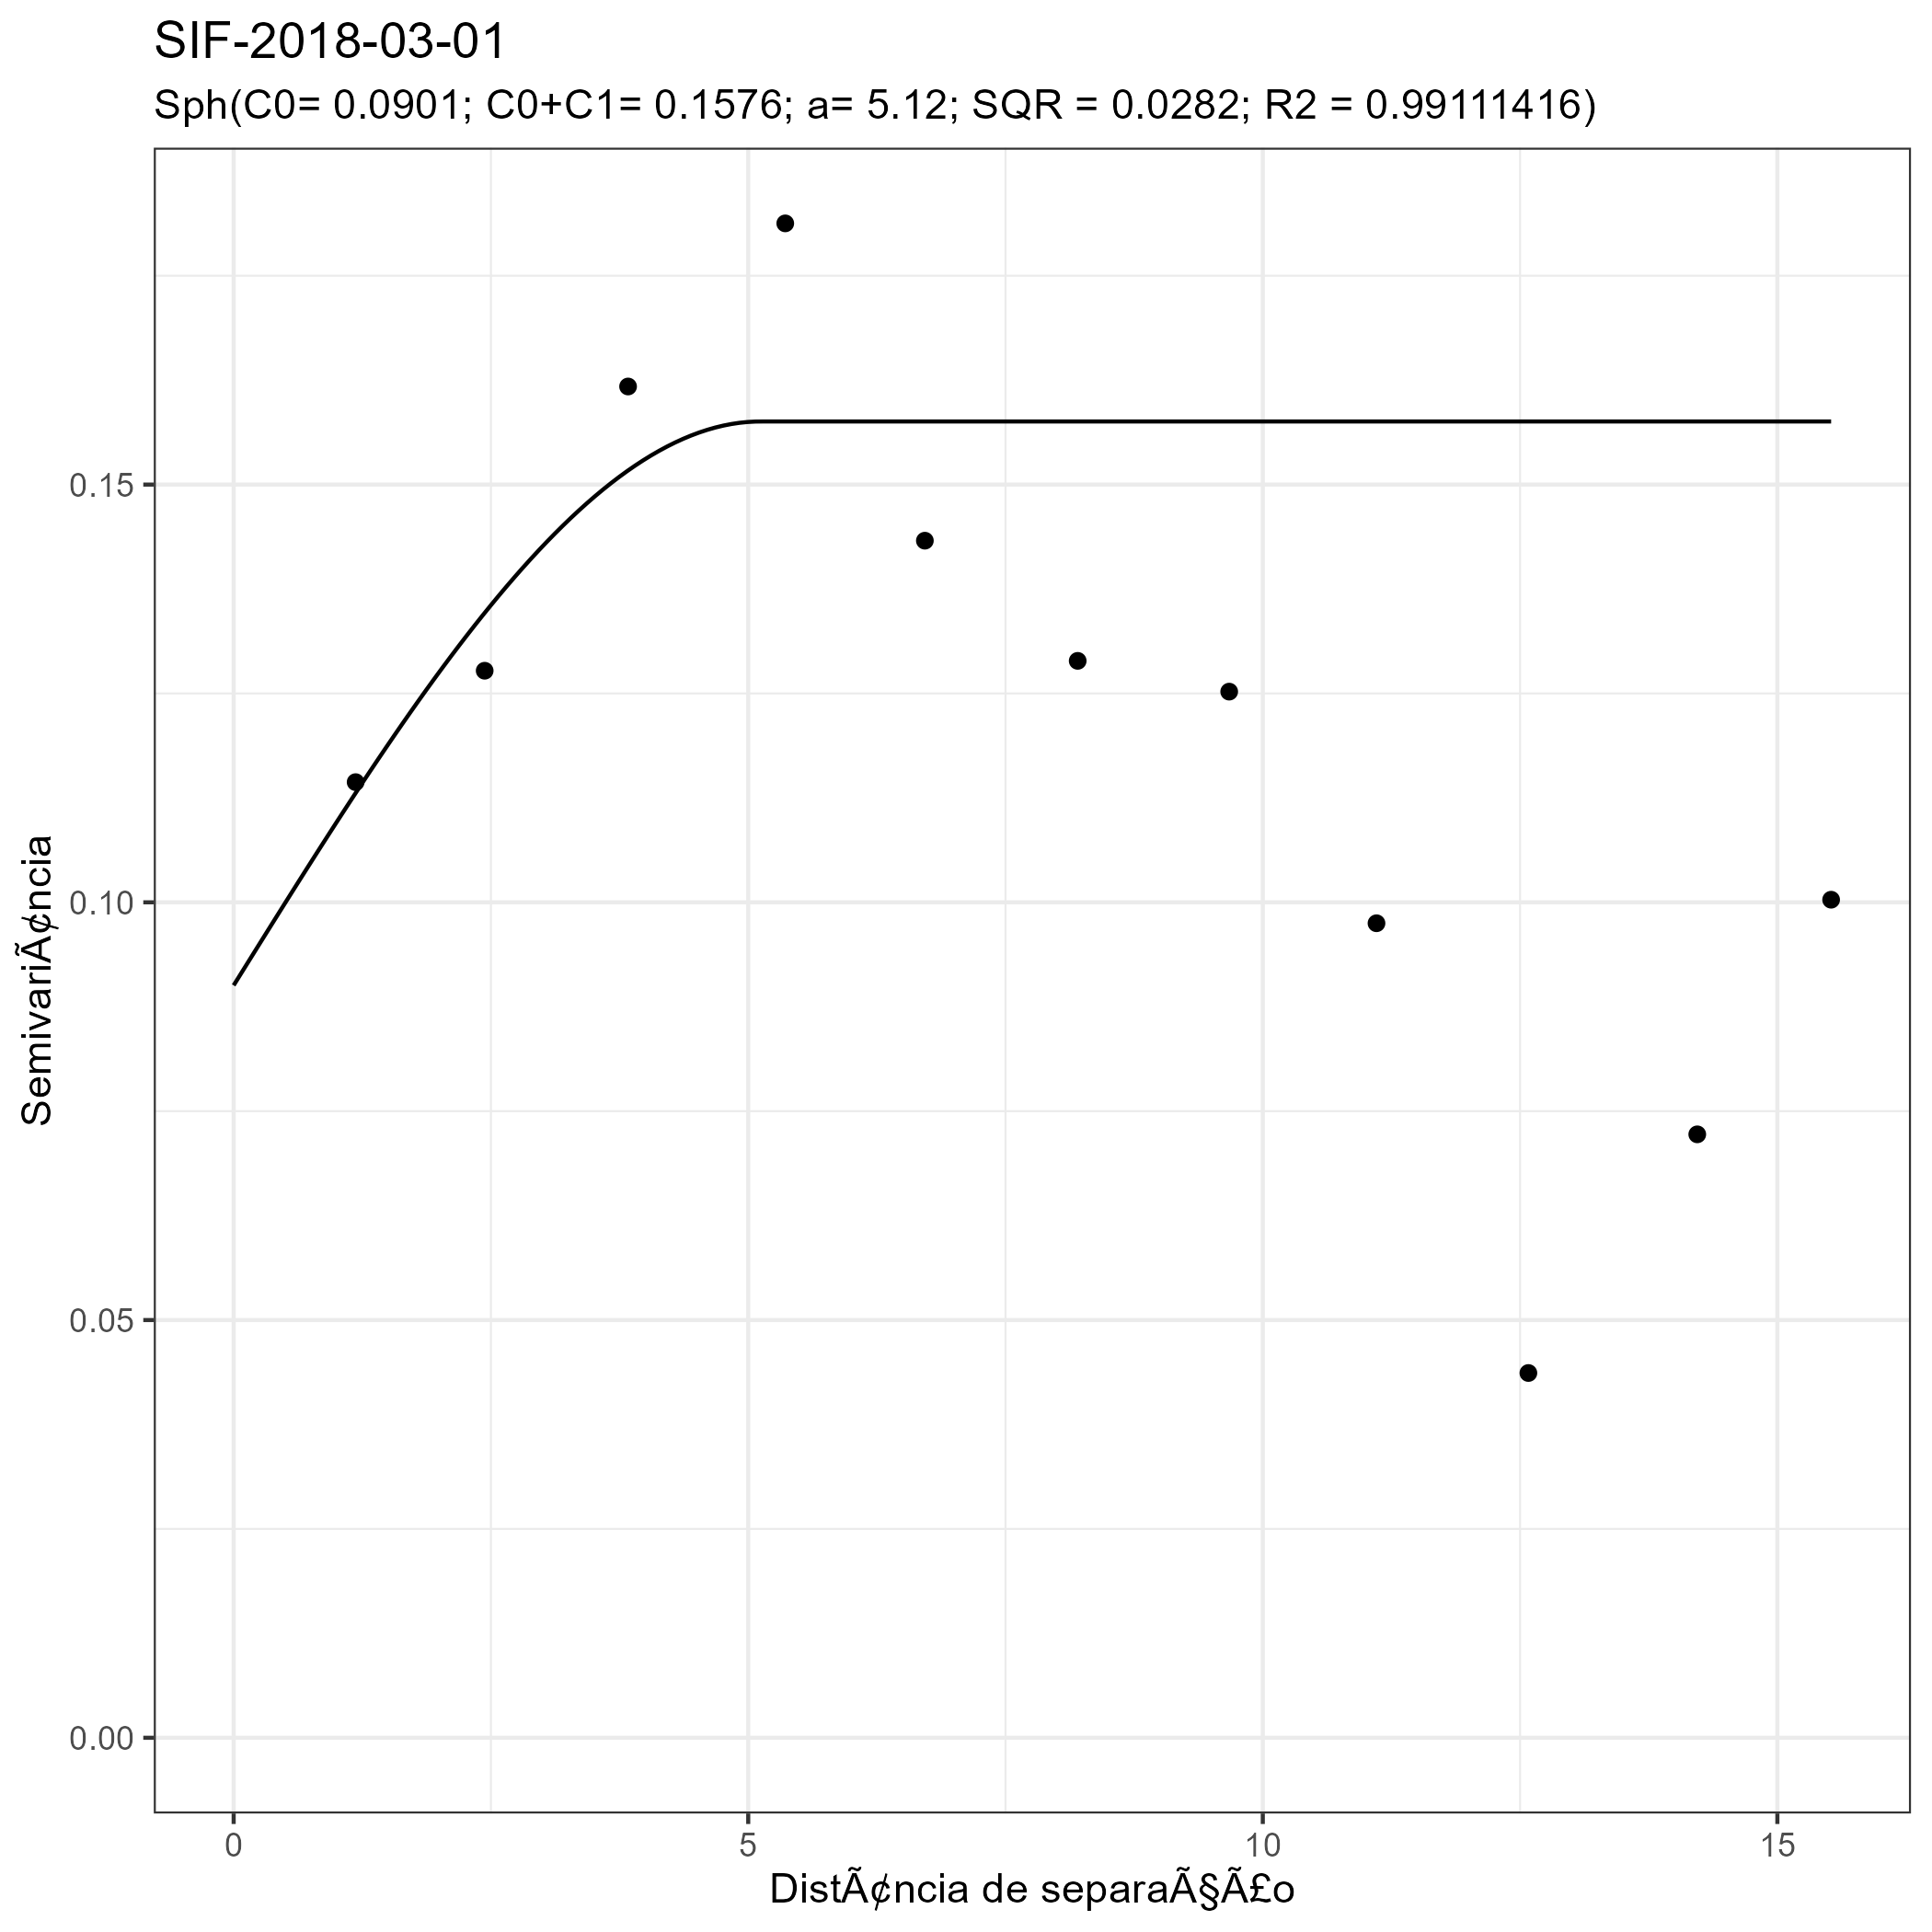 SIF-2018-03-01
Sph(C0= 0.0901; C0+C1= 0.1576; a= 5.12; SQR = 0.0282; R2 = 0.99111416)
SemivariÃ¢ncia
0.15
0.10
0.05
0.00
0 5 10 15
DistÃ¢ncia de separaÃ§Ã£o